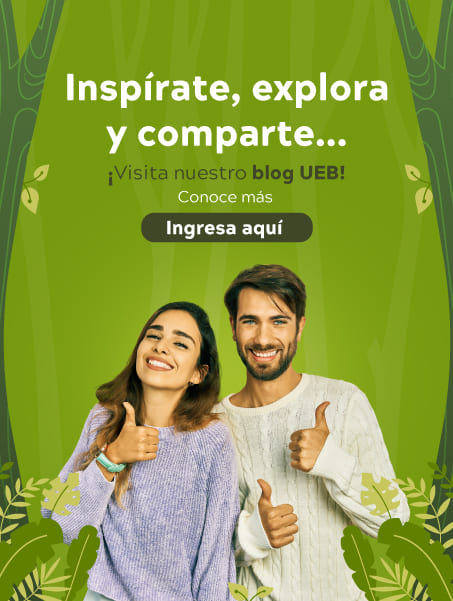 Inspírate, explora
y comparte...
¡Visita nuestro blog UEB!
Conoce más
Ingresa aquí